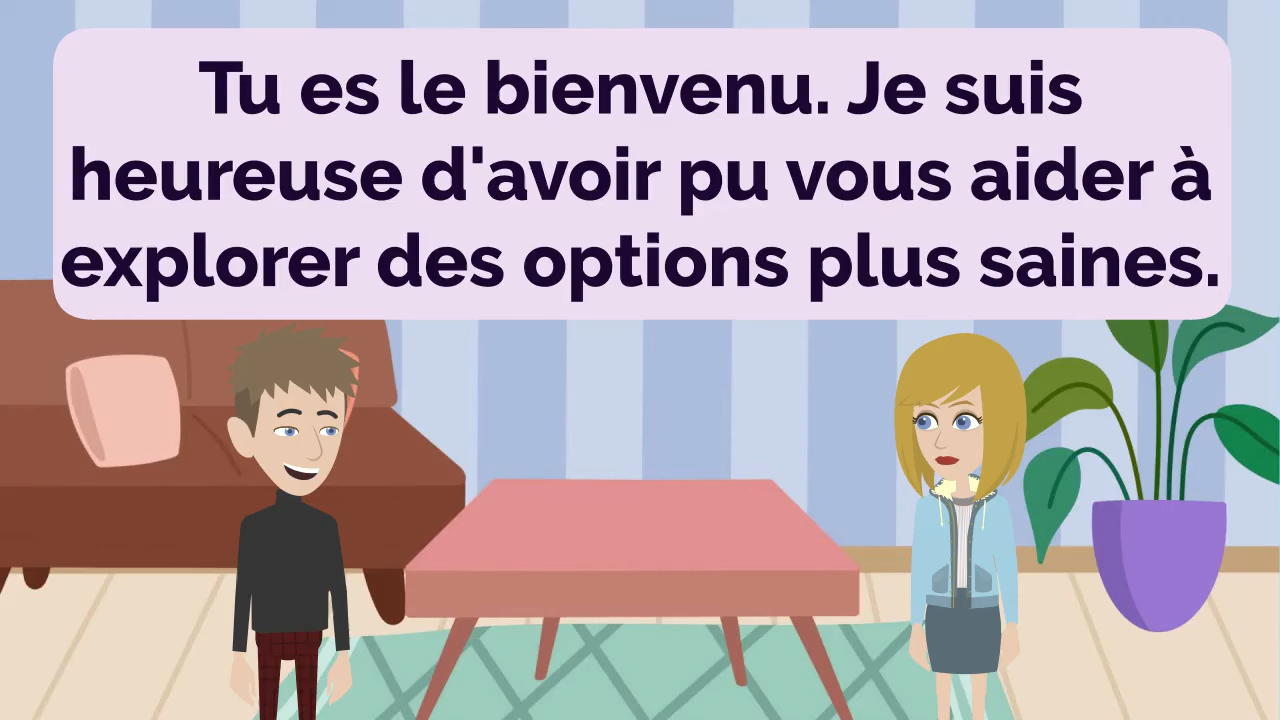 Tu es le bienvenu. Je suis
heureuse d'avoir pu vous aider à
explorer des options plus saines.